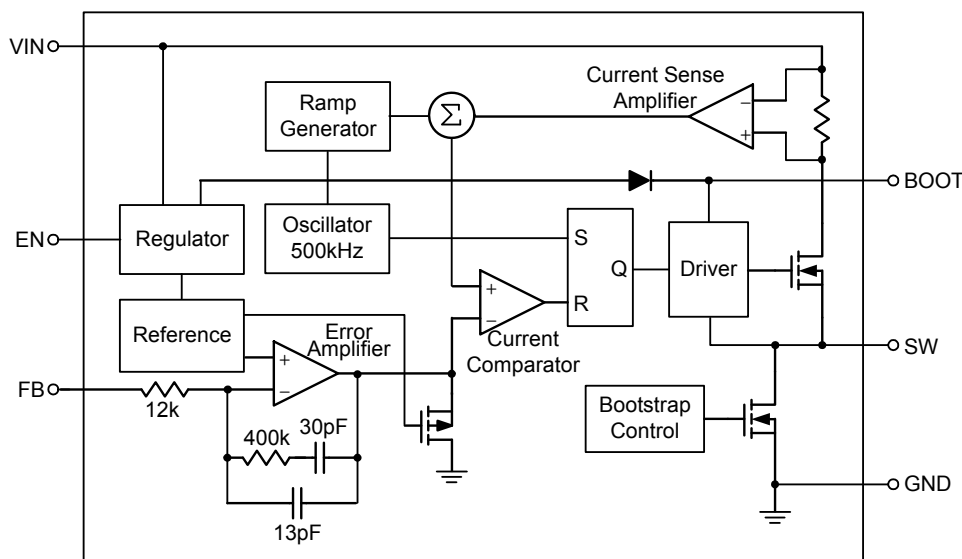 VIN
Current Sense
Amplifier
Ramp
Generator
Σ
−
+
BOOT
EN
Regulator
Oscillator
500kHz
S
Q
R
Driver
Reference
Error
Amplifier
+
−
+
−
Current
Comparator
SW
FB
12k
Bootstrap
Control
400k
30pF
13pF
GND